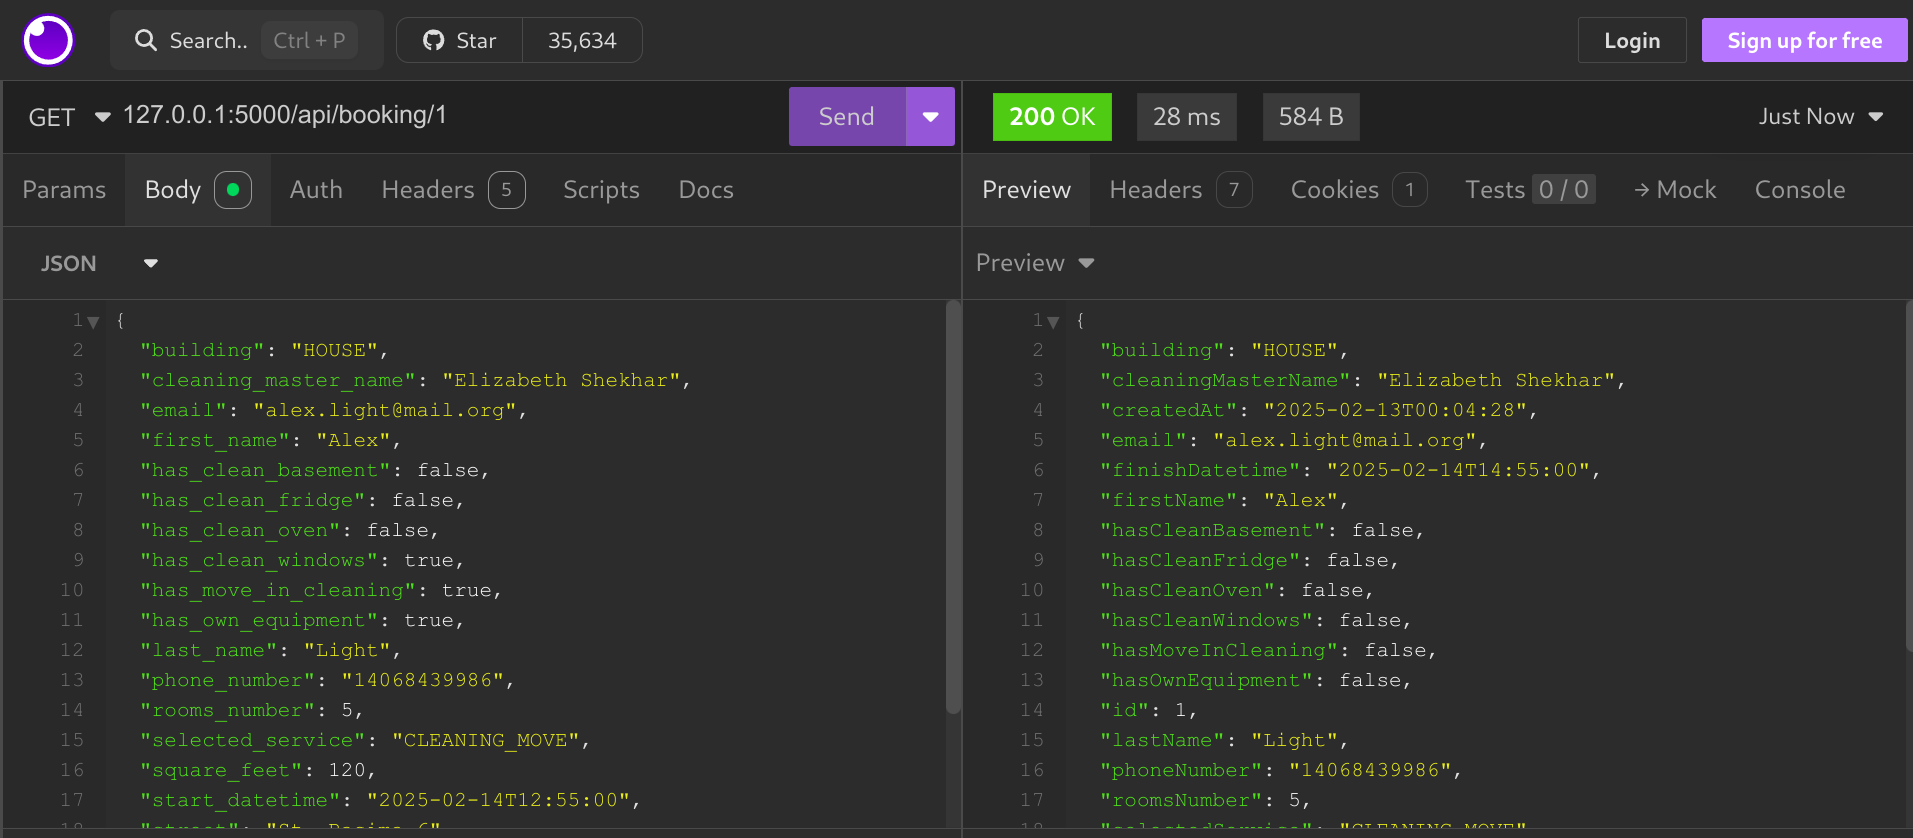 Search.. Ctrl + P Star 35,634 Login Sign up for free
GET 127.0.0.1:5000/api/booking/1 Send 200 OK 28 ms 584 B Just Now
Params Body Auth Headers 5 Scripts Docs
Preview Headers 7 Cookies 1 Tests 0 / 0 → Mock Console
JSON
Preview
1 {
2 "building": "HOUSE",
3 "cleaning_master_name": "Elizabeth Shekhar",
4 "email": "alex.light@mail.org",
5 "first_name": "Alex",
6 "has_clean_basement": false,
7 "has_clean_fridge": false,
8 "has_clean_oven": false,
9 "has_clean_windows": true,
10 "has_move_in_cleaning": true,
11 "has_own_equipment": true,
12 "last_name": "Light",
13 "phone_number": "14068439986",
14 "rooms_number": 5,
15 "selected_service": "CLEANING_MOVE",
16 "square_feet": 120,
17 "start_datetime": "2025-02-14T12:55:00",
1 {
2 "building": "HOUSE",
3 "cleaningMasterName": "Elizabeth Shekhar",
4 "createdAt": "2025-02-13T00:04:28",
5 "email": "alex.light@mail.org",
6 "finishDatetime": "2025-02-14T14:55:00",
7 "firstName": "Alex",
8 "hasCleanBasement": false,
9 "hasCleanFridge": false,
10 "hasCleanOven": false,
11 "hasCleanWindows": false,
12 "hasMoveInCleaning": false,
13 "hasOwnEquipment": false,
14 "id": 1,
15 "lastName": "Light",
16 "phoneNumber": "14068439986",
17 "roomsNumber": 5,